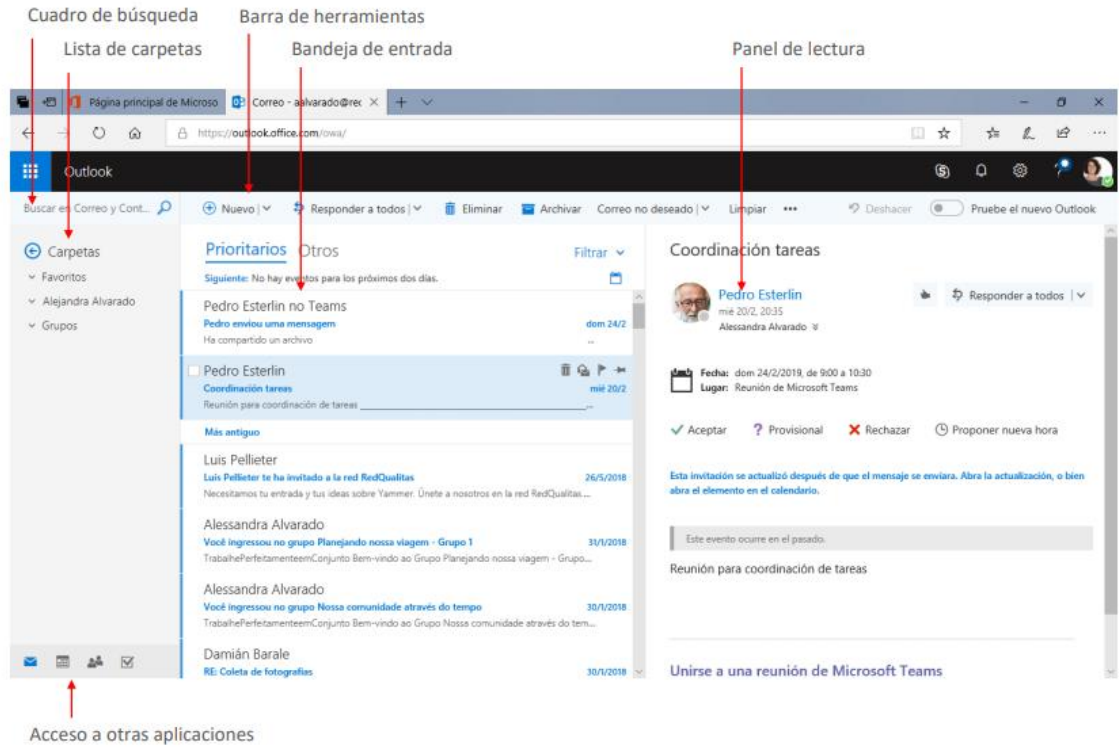 Cuadro de búsqueda
Barra de herramientas
Lista de carpetas
Bandeja de entrada
Panel de lectura
Página principal de Microso
Correo - aalvarado@rec
https://outlook.office.com/owa/
Outlook
Buscar en Correo y Cont...
Nuevo
Responder a todos
Eliminar
Archivar
Correo no deseado
Limpiar
Deshacer
Pruebe el nuevo Outlook
Carpetas
Favoritos
Alejandra Alvarado
Grupos
Prioritarios
Otros
Filtrar
Siguiente: No hay eventos para los próximos dos días.
Pedro Esterlin no Teams
Pedro enviou uma mensagem
dom 24/2
Ha compartido un archivo
...
Pedro Esterlin
Coordinación tareas
mié 20/2
Reunión para coordinación de tareas ...
Más antiguo
Luis Pellieter
Luis Pellieter te ha invitado a la red RedQualitas
26/5/2018
Necesitamos tu entrada y tus ideas sobre Yammer. Únete a nosotros en la red RedQualitas...
Alessandra Alvarado
Você ingressou no grupo Planejando nossa viagem - Grupo 1
31/1/2018
TrabalhePerfeitamenteemConjunto Bem-vindo ao Grupo Planejando nossa viagem - Grupo...
Alessandra Alvarado
Você ingressou no grupo Nossa comunidade através do tempo
30/1/2018
TrabalhePerfeitamenteemConjunto Bem-vindo ao Grupo Nossa comunidade através do tem...
Damián Barale
RE: Coleta de fotografías
30/1/2018
Coordinación tareas
Pedro Esterlin
mié 20/2, 20:35
Alessandra Alvarado
Responder a todos
Fecha: dom 24/2/2019, de 9:00 a 10:30
Lugar: Reunión de Microsoft Teams
Aceptar
Provisional
Rechazar
Proponer nueva hora
Esta invitación se actualizó después de que el mensaje se enviara. Abra la actualización, o bien
abra el elemento en el calendario.
Este evento ocurre en el pasado.
Reunión para coordinación de tareas
Unirse a una reunión de Microsoft Teams
Acceso a otras aplicaciones